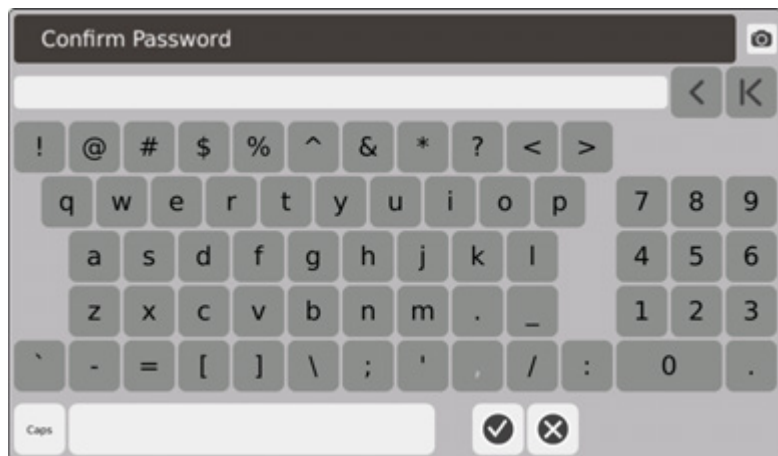 Confirm Password
! @ # $ % ^ & * ? < >
q w e r t y u i o p 7 8 9
a s d f g h j k l 4 5 6
z x c v b n m . _ 1 2 3
` - = [ ] \ ; ' , / : 0 .
Caps